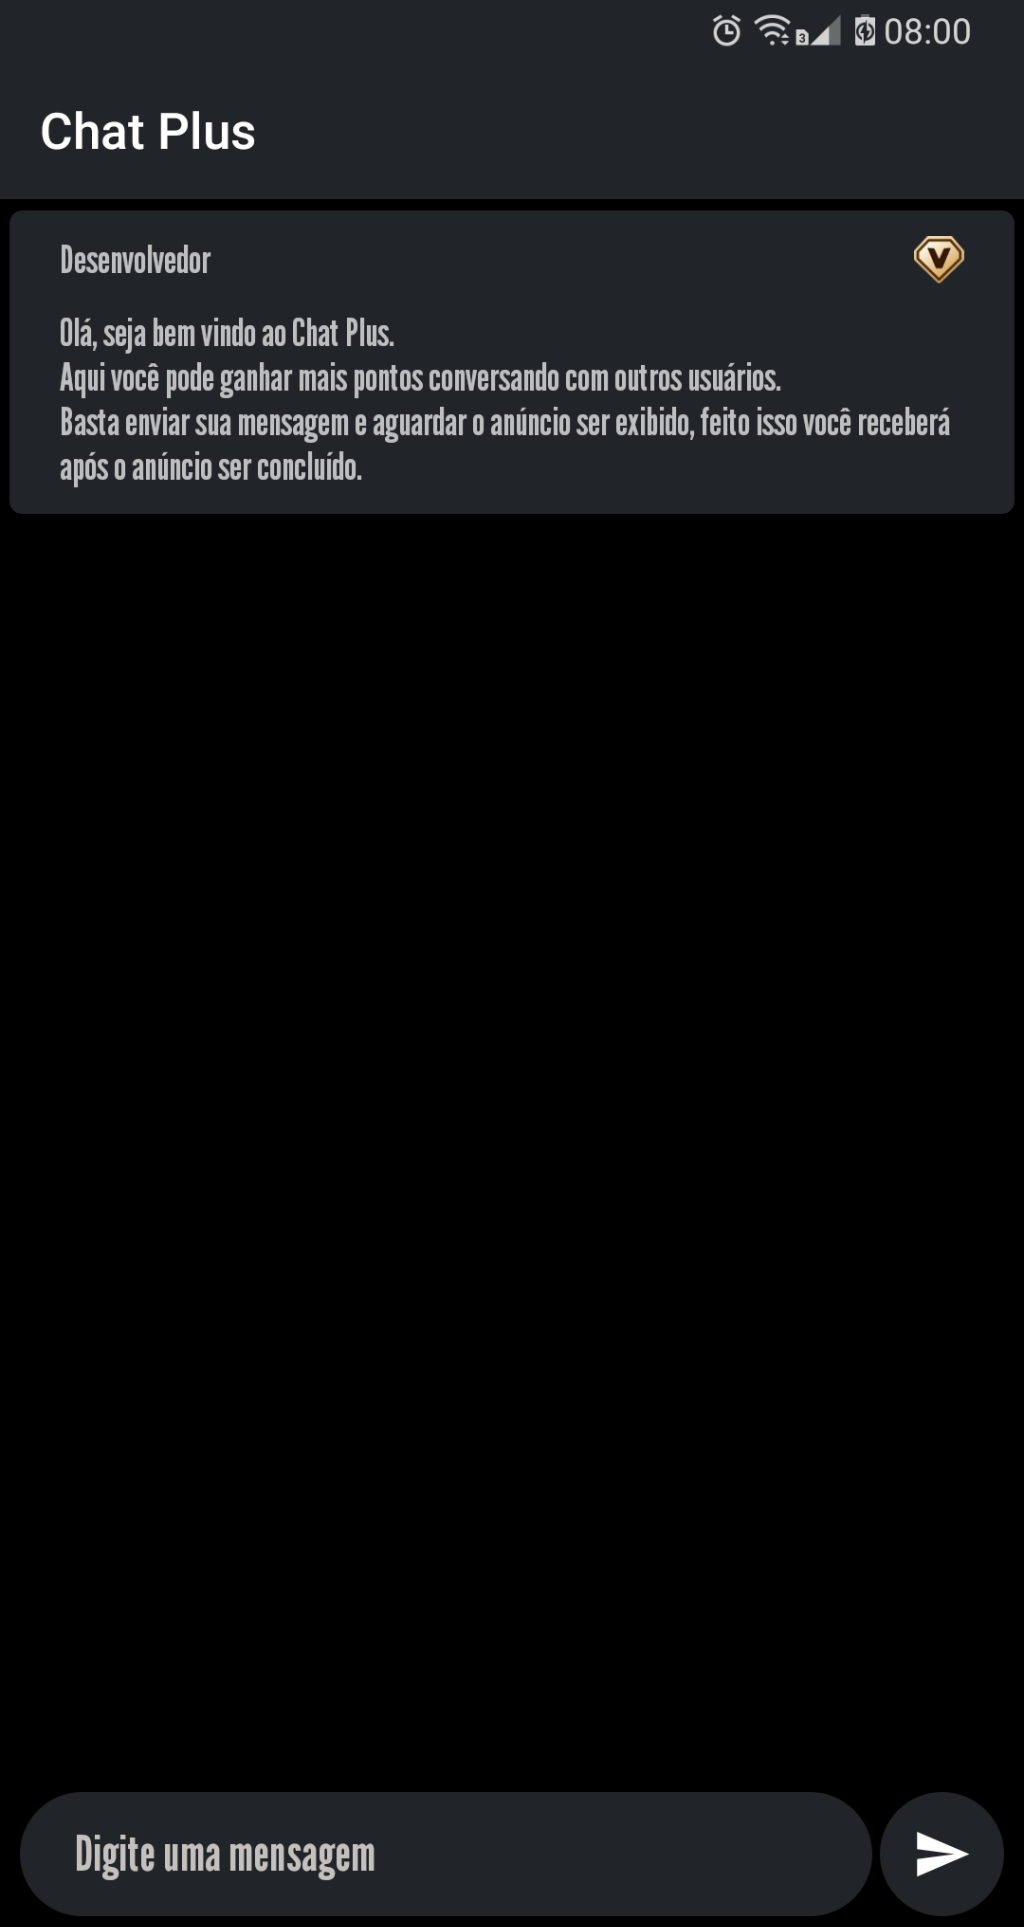 08:00
Chat Plus
Desenvolvedor
V
Olá, seja bem vindo ao Chat Plus.
Aqui você pode ganhar mais pontos conversando com outros usuários.
Basta enviar sua mensagem e aguardar o anúncio ser exibido, feito isso você receberá
após o anúncio ser concluído.
Digite uma mensagem